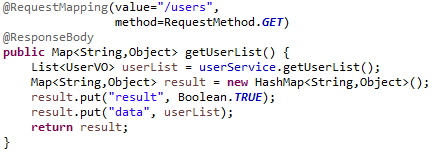 @RequestMapping(value="/users",
                method=RequestMethod.GET)
@ResponseBody
public Map<String,Object> getUserList() {
    List<UserVO> userList = userService.getUserList();
    Map<String,Object> result = new HashMap<String,Object>();
    result.put("result", Boolean.TRUE);
    result.put("data", userList);
    return result;
}